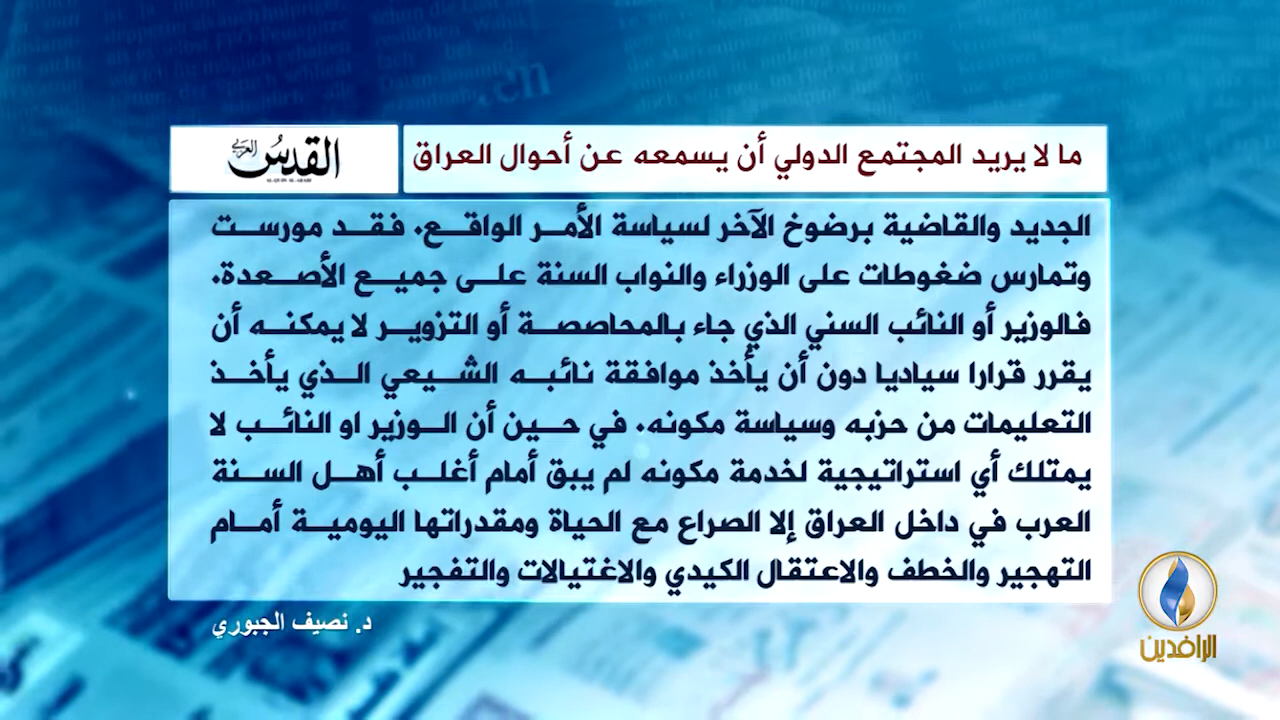 ما لا يريد المجتمع الدولي أن يسمعه عن أحوال العراق
القدس العربي
AL-QUDS AL-ARABI
الجديد والقاضية برضوخ الآخر لسياسة الأمر الواقع. فقد مورست
وتمارس ضغوطات على الوزراء والنواب السنة على جميع الأصعدة.
فالوزير أو النائب السني الذي جاء بالمحاصصة أو التزوير لا يمكنه أن
يقرر قرارا سياديا دون أن يأخذ موافقة نائبه الشيعي الذي يأخذ
التعليمات من حزبه وسياسة مكونه. في حين أن الوزير او النائب لا
يمتلك أي استراتيجية لخدمة مكونه لم يبق أمام أغلب أهل السنة
العرب في داخل العراق إلا الصراع مع الحياة ومقدراتها اليومية أمام
التهجير والخطف والاعتقال الكيدي والاغتيالات والتفجير
د. نصيف الجبوري
الرافدين